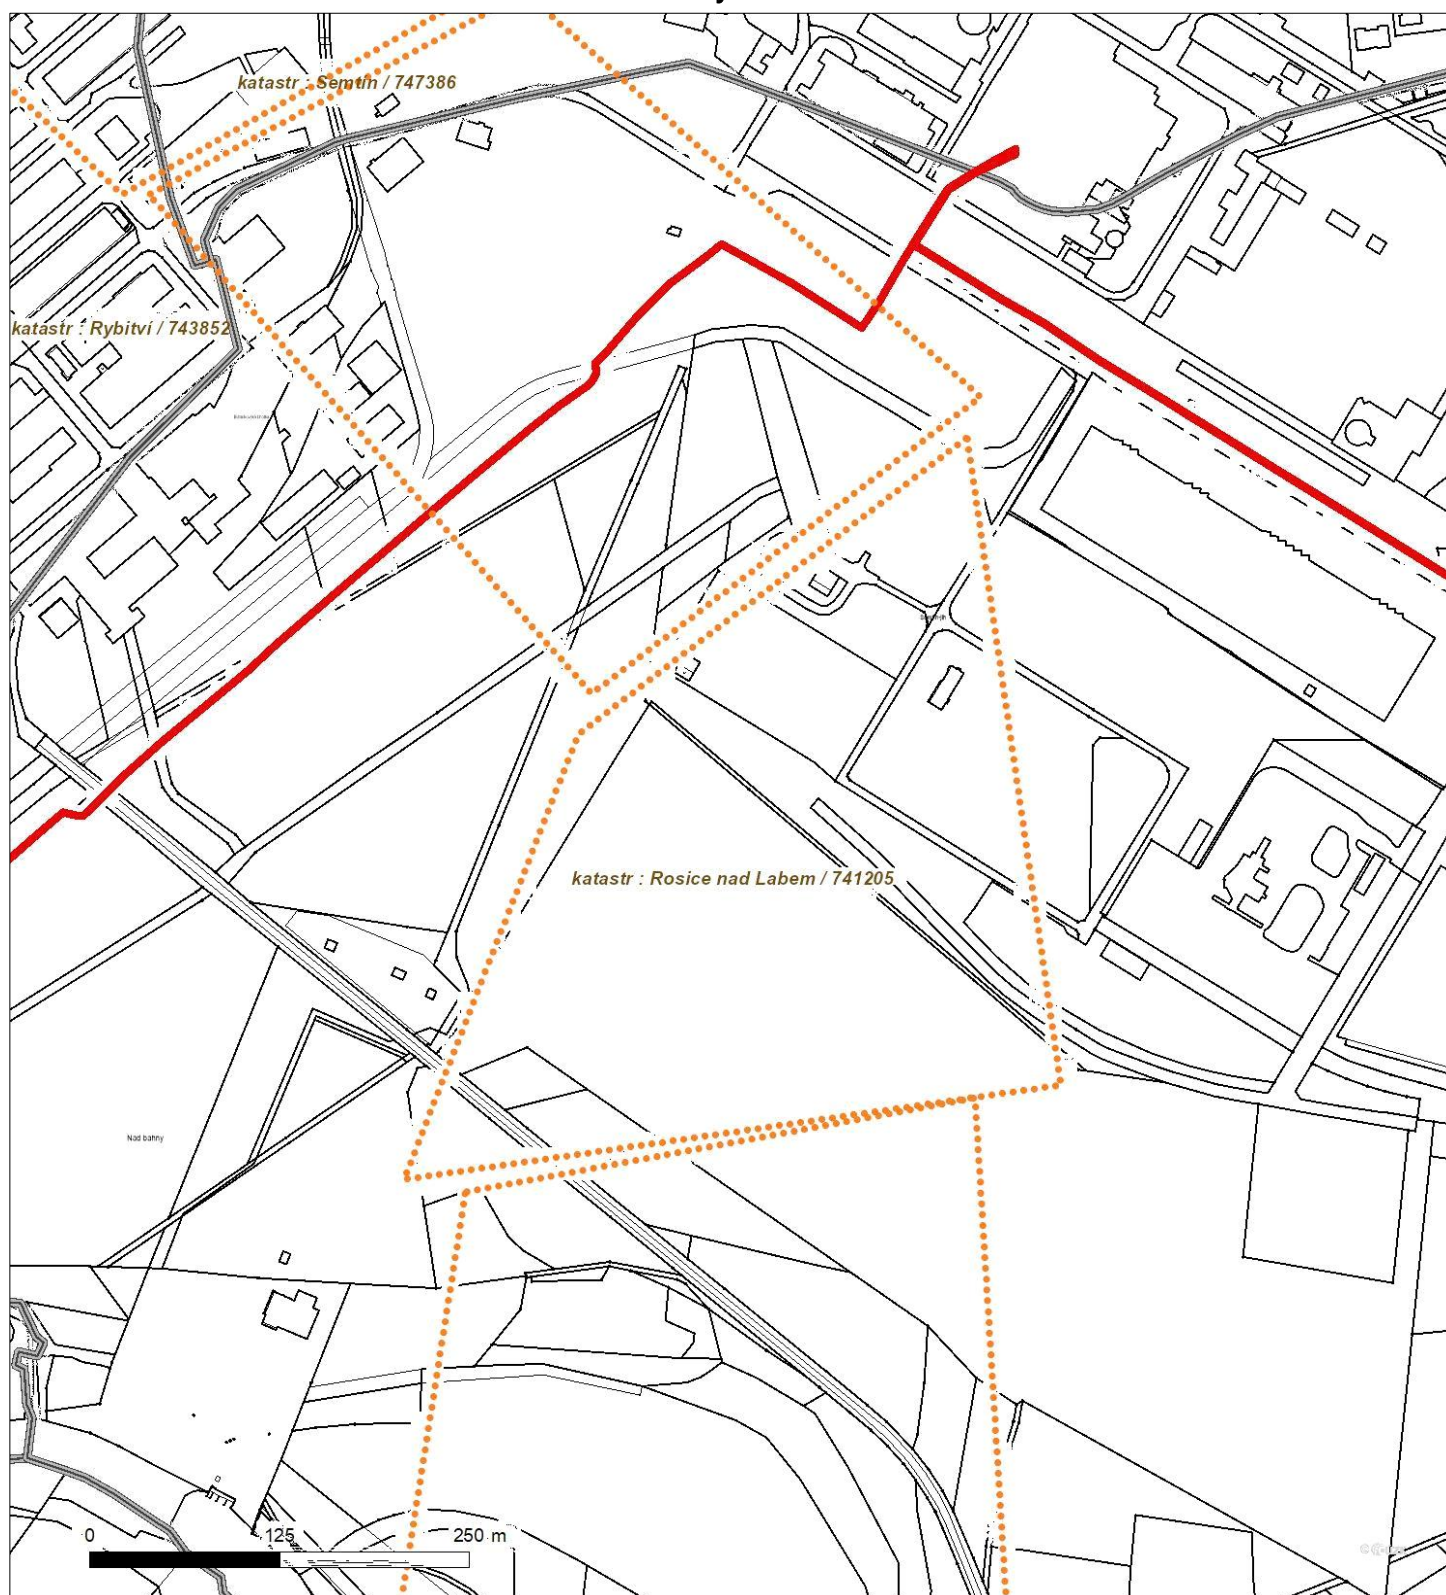 katastr : Semtín / 747386
katastr : Rybitví / 743852
katastr : Rosice nad Labem / 741205
Nad bahny
0 125 250 m